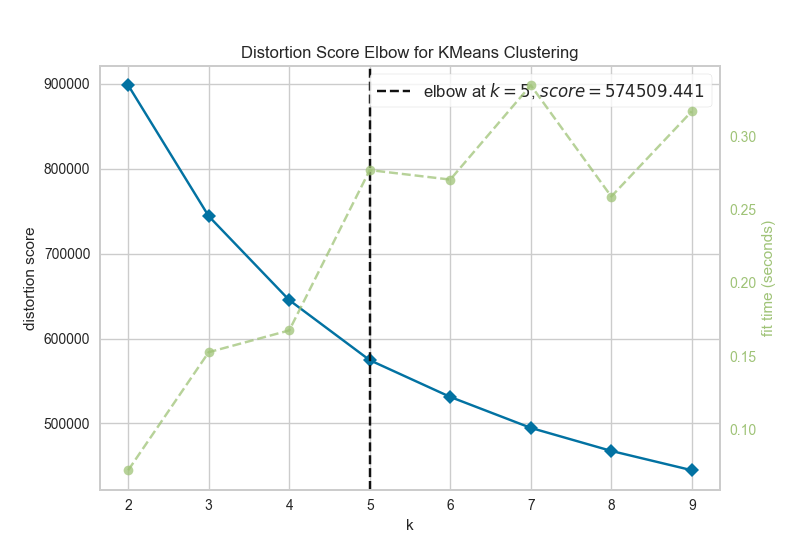 Distortion Score Elbow for KMeans Clustering
elbow at k = 5, score = 574509.441
900000
800000
700000
600000
500000
distortion score
0.30
0.25
0.20
0.15
0.10
fit time (seconds)
2 3 4 5 6 7 8 9
k